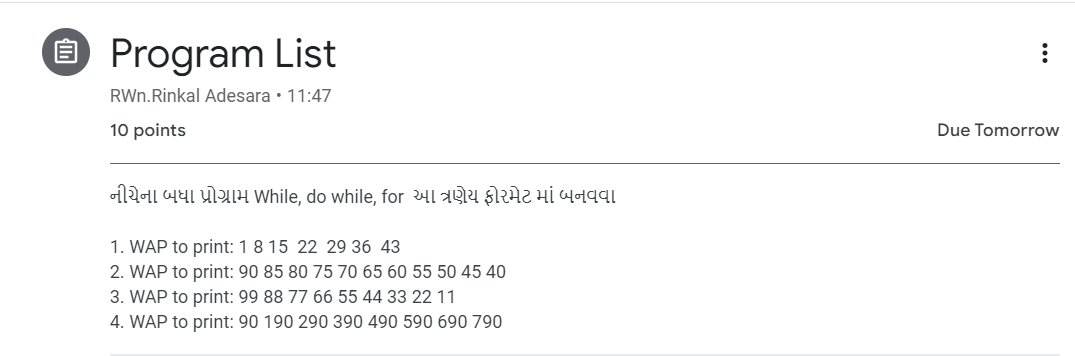 Program List
RWn.Rinkal Adesara • 11:47
10 points Due Tomorrow
નીચેના બધા પ્રોગ્રામ While, do while, for આ ત્રણેય ફોરમેટ માં બનવવા
1. WAP to print: 1 8 15 22 29 36 43
2. WAP to print: 90 85 80 75 70 65 60 55 50 45 40
3. WAP to print: 99 88 77 66 55 44 33 22 11
4. WAP to print: 90 190 290 390 490 590 690 790